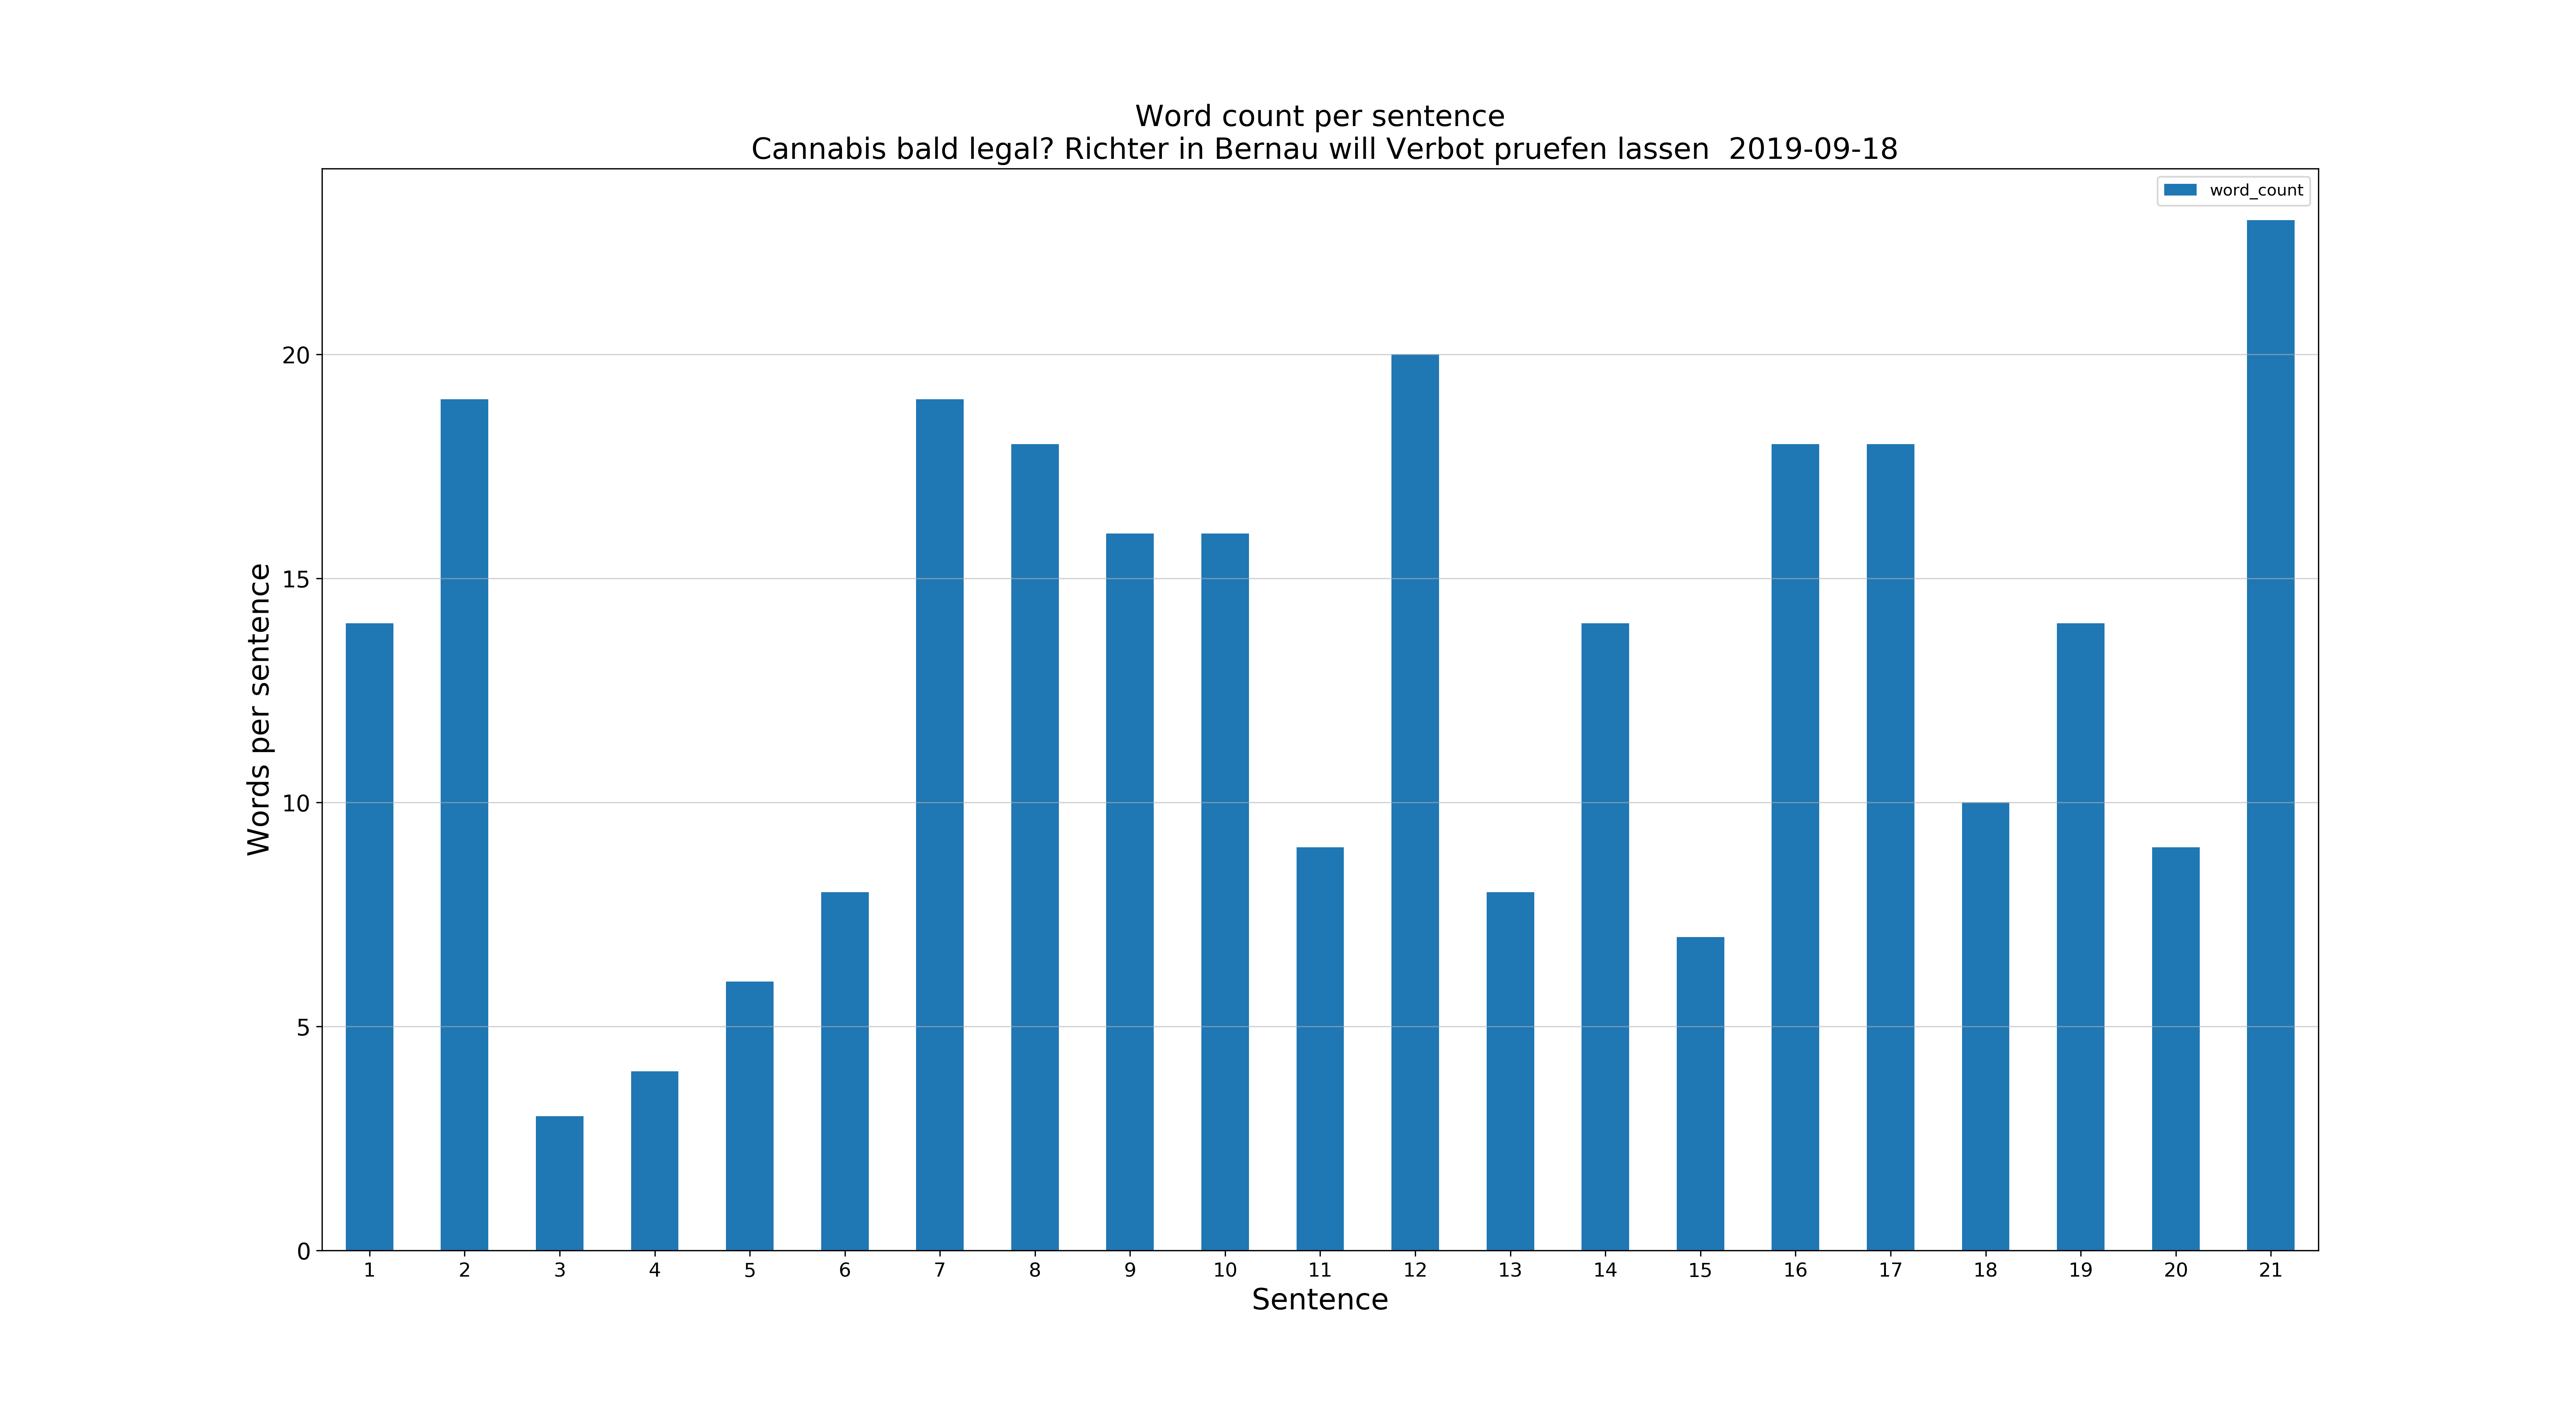 Word count per sentence
Cannabis bald legal? Richter in Bernau will Verbot pruefen lassen  2019-09-18
word_count
Words per sentence
20
15
10
5
0
1 2 3 4 5 6 7 8 9 10 11 12 13 14 15 16 17 18 19 20 21
Sentence